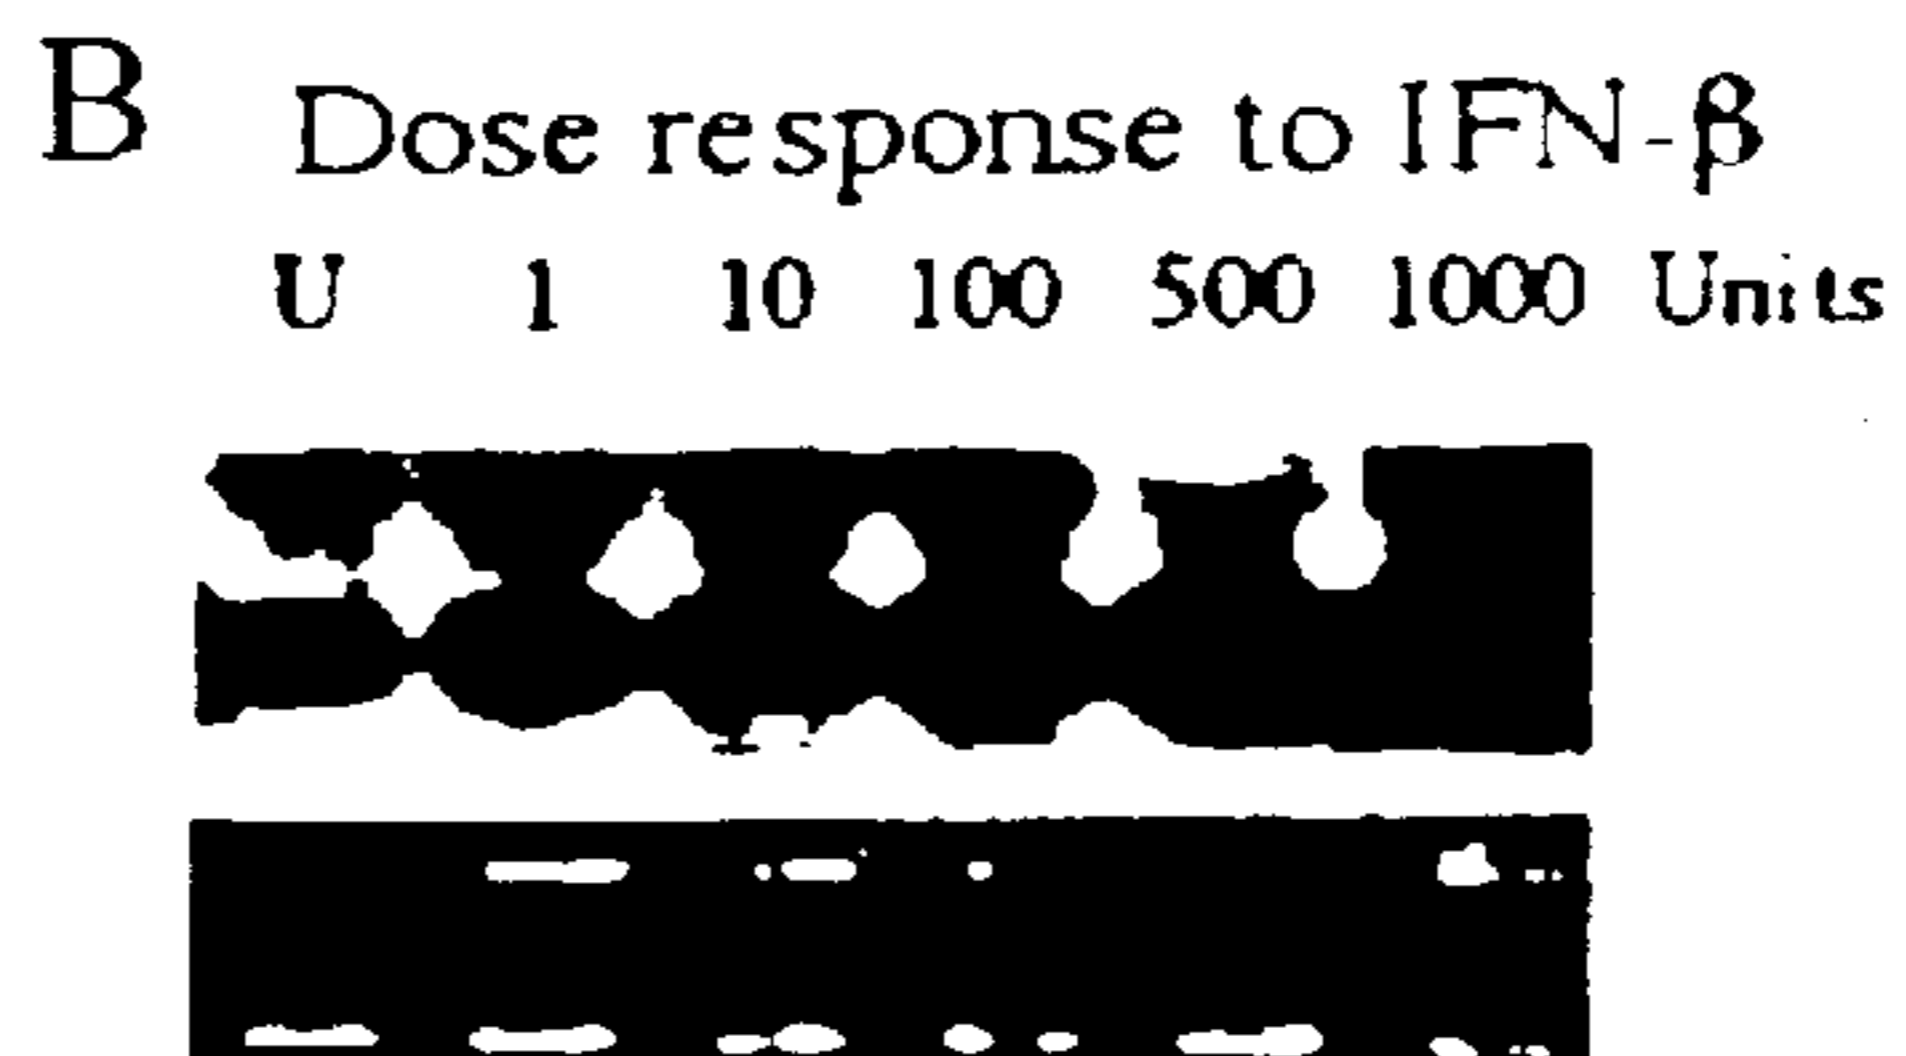 B Dose response to IFN-β
U 1 10 100 500 1000 Units